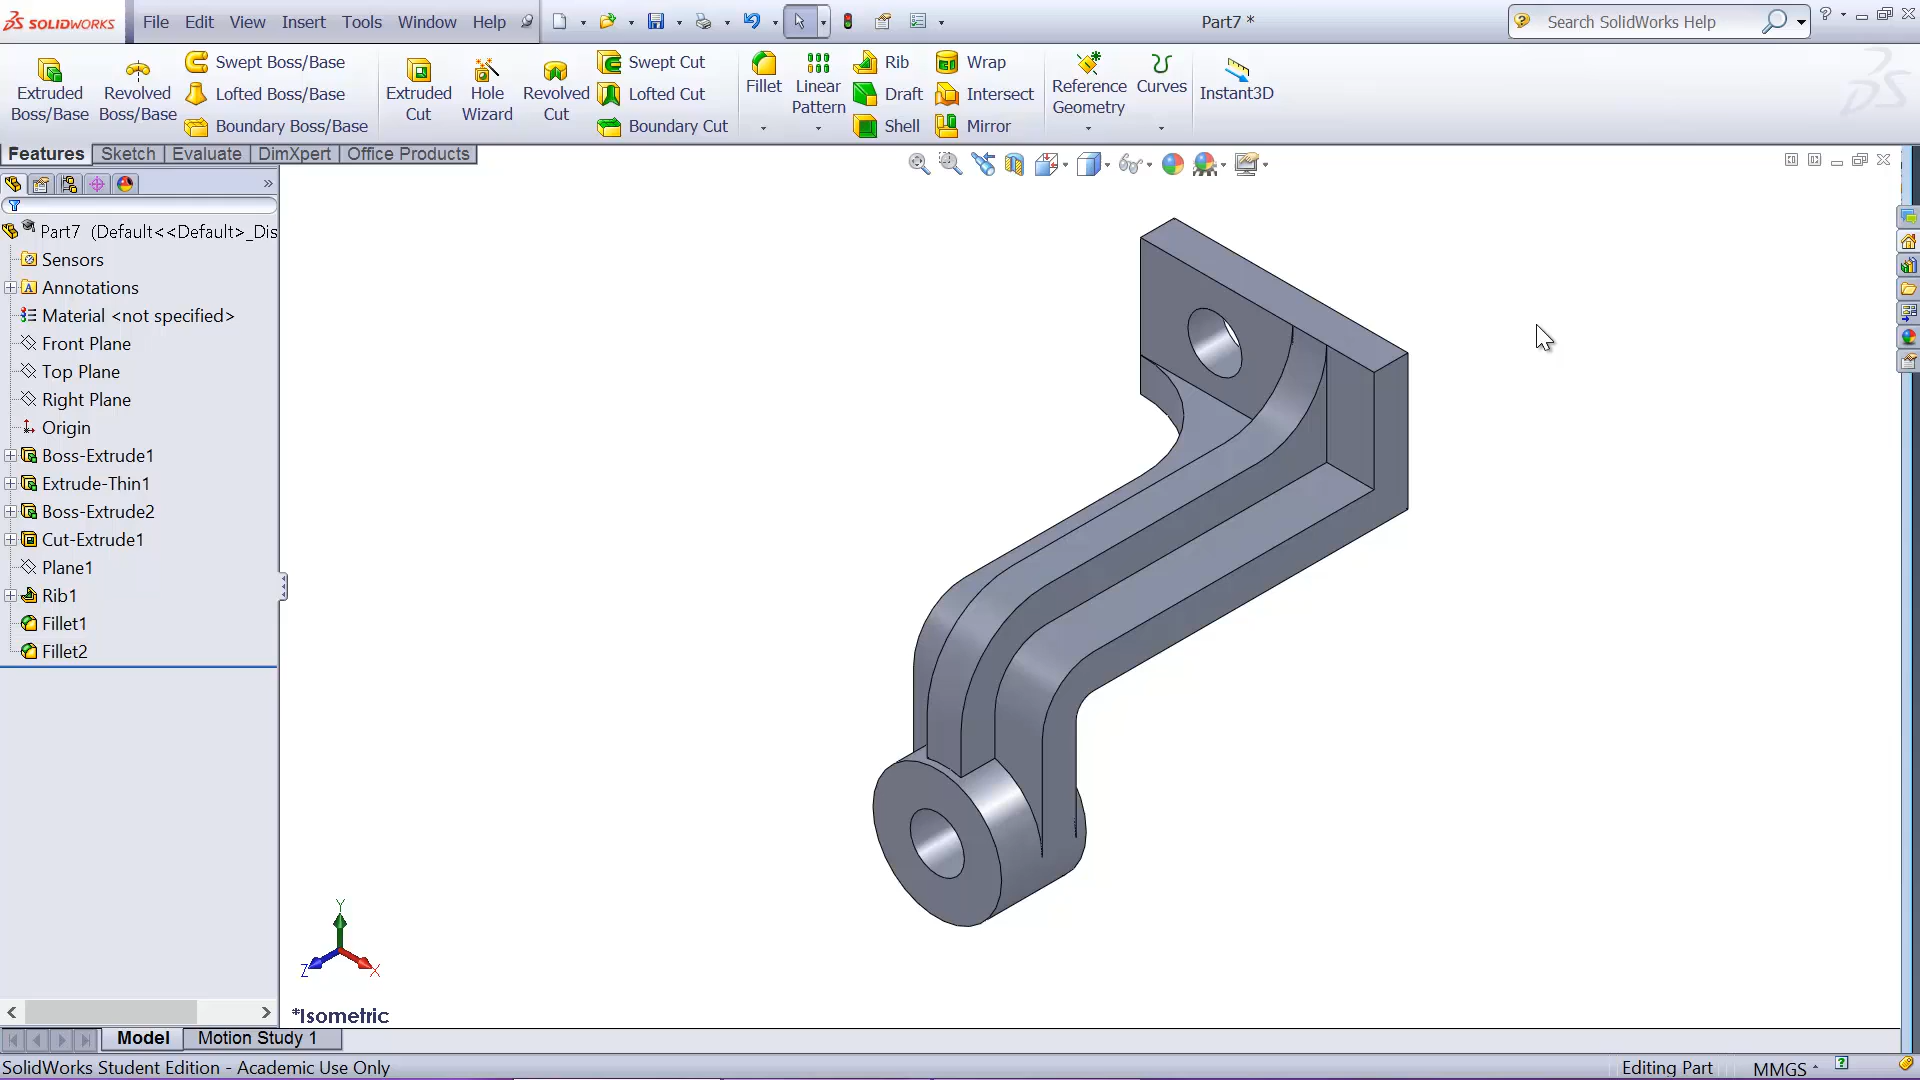 SOLIDWORKS File Edit View Insert Tools Window Help Part7 * Search SolidWorks Help
Extruded Boss/Base
Revolved Boss/Base
Swept Boss/Base
Lofted Boss/Base
Boundary Boss/Base
Extruded Cut
Hole Wizard
Revolved Cut
Swept Cut
Lofted Cut
Boundary Cut
Fillet
Linear Pattern
Rib
Draft
Shell
Wrap
Intersect
Mirror
Reference Geometry
Curves
Instant3D
Features Sketch Evaluate DimXpert Office Products
Part7 (Default<<Default>_Dis
Sensors
Annotations
Material <not specified>
Front Plane
Top Plane
Right Plane
Origin
Boss-Extrude1
Extrude-Thin1
Boss-Extrude2
Cut-Extrude1
Plane1
Rib1
Fillet1
Fillet2
Y
Z X
*Isometric
Model Motion Study 1
SolidWorks Student Edition - Academic Use Only Editing Part MMGS